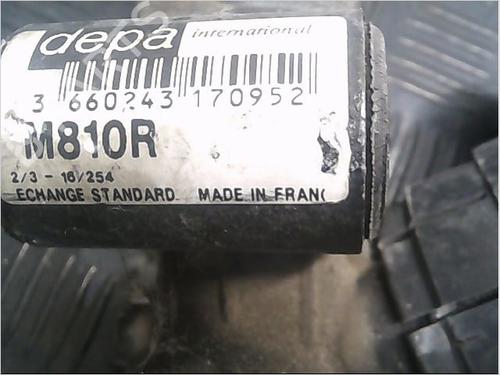 depa international
3 660243 170952
M810R
2/3 - 16/254
ECHANGE STANDARD MADE IN FRANC